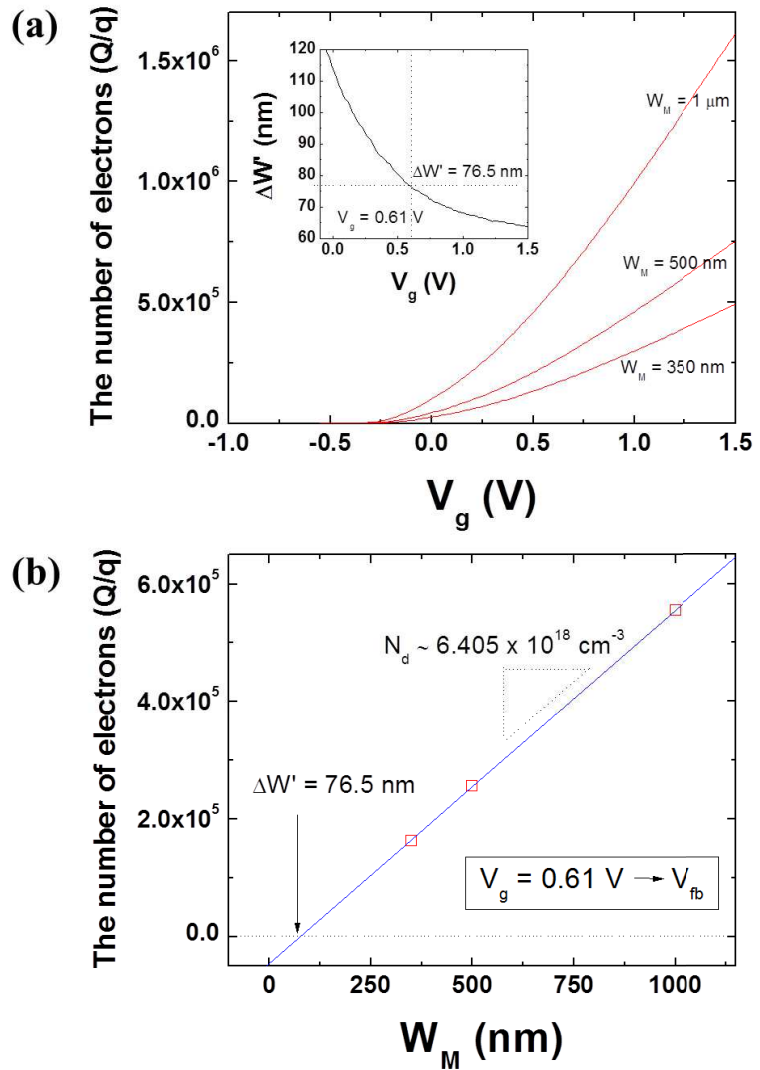 (a)
The number of electrons (Q/q)
1.5x10⁶
1.0x10⁶
5.0x10⁵
0.0
-1.0
-0.5
0.0
0.5
1.0
1.5
V_g (V)
W_M = 1 μm
W_M = 500 nm
W_M = 350 nm
ΔW' (nm)
120
110
100
90
80
70
60
0.0
0.5
1.0
1.5
V_g (V)
ΔW' = 76.5 nm
V_g = 0.61 V
(b)
The number of electrons (Q/q)
6.0x10⁵
4.0x10⁵
2.0x10⁵
0.0
0
250
500
750
1000
W_M (nm)
N_d ~ 6.405 x 10¹⁸ cm⁻³
ΔW' = 76.5 nm
V_g = 0.61 V → V_fb